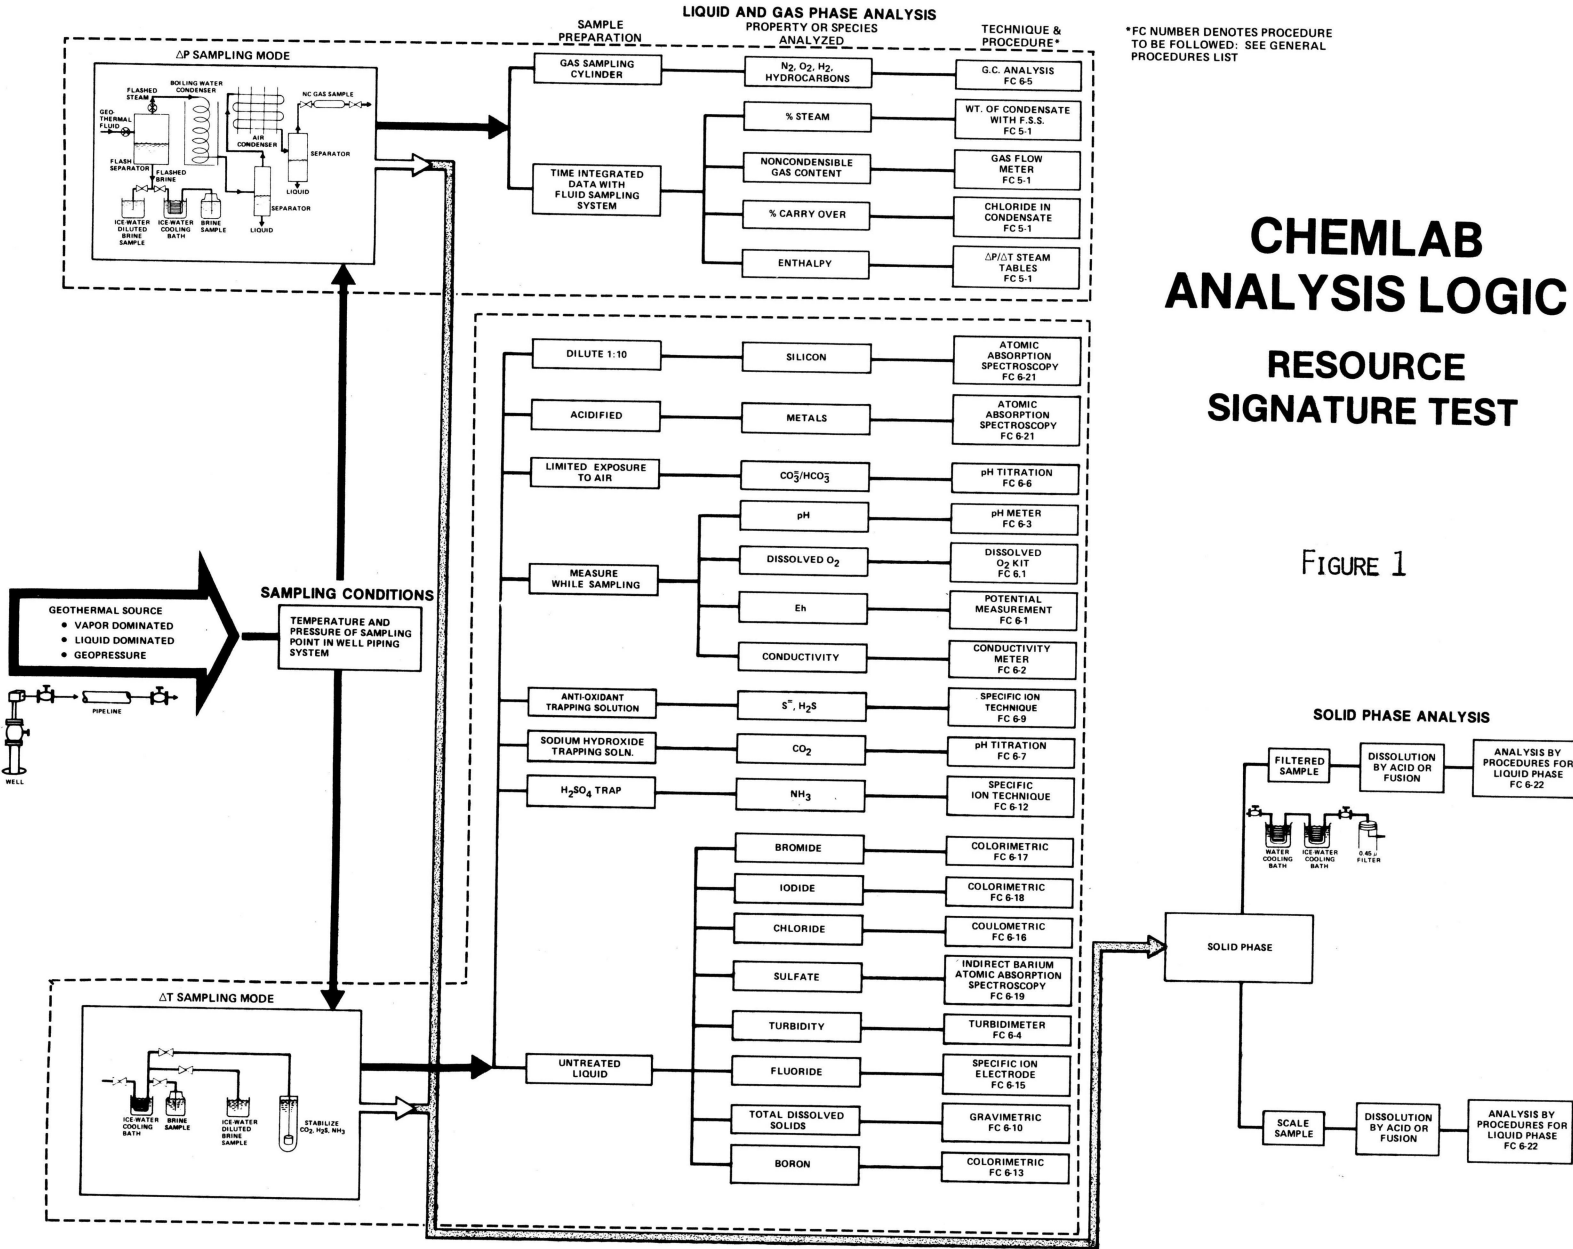 LIQUID AND GAS PHASE ANALYSIS
SAMPLE
PREPARATION
PROPERTY OR SPECIES
ANALYZED
TECHNIQUE &
PROCEDURE*
*FC NUMBER DENOTES PROCEDURE
TO BE FOLLOWED: SEE GENERAL
PROCEDURES LIST
ΔP SAMPLING MODE
BOILING WATER
CONDENSER
FLASHED
STEAM
GEO-
THERMAL
FLUID
NC GAS SAMPLE
AIR
CONDENSER
SEPARATOR
FLASH
SEPARATOR
FLASHED
BRINE
LIQUID
SEPARATOR
ICE-WATER
DILUTED
BRINE
SAMPLE
ICE-WATER
COOLING
BATH
BRINE
SAMPLE
LIQUID
GAS SAMPLING
CYLINDER
N₂, O₂, H₂,
HYDROCARBONS
G.C. ANALYSIS
FC 6-5
% STEAM
WT. OF CONDENSATE
WITH F.S.S.
FC 5-1
TIME INTEGRATED
DATA WITH
FLUID SAMPLING
SYSTEM
NONCONDENSIBLE
GAS CONTENT
GAS FLOW
METER
FC 5-1
% CARRY OVER
CHLORIDE IN
CONDENSATE
FC 5-1
ENTHALPY
ΔP/ΔT STEAM
TABLES
FC 5-1
CHEMLAB
ANALYSIS LOGIC
RESOURCE
SIGNATURE TEST
FIGURE 1
DILUTE 1:10
SILICON
ATOMIC
ABSORPTION
SPECTROSCOPY
FC 6-21
ACIDIFIED
METALS
ATOMIC
ABSORPTION
SPECTROSCOPY
FC 6-21
LIMITED EXPOSURE
TO AIR
CO₃⁼/HCO₃⁻
pH TITRATION
FC 6-6
MEASURE
WHILE SAMPLING
pH
pH METER
FC 6-3
DISSOLVED O₂
DISSOLVED
O₂ KIT
FC 6.1
Eh
POTENTIAL
MEASUREMENT
FC 6-1
CONDUCTIVITY
CONDUCTIVITY
METER
FC 6-2
GEOTHERMAL SOURCE
• VAPOR DOMINATED
• LIQUID DOMINATED
• GEOPRESSURE
SAMPLING CONDITIONS
TEMPERATURE AND
PRESSURE OF SAMPLING
POINT IN WELL PIPING
SYSTEM
PIPELINE
WELL
ANTI-OXIDANT
TRAPPING SOLUTION
S⁼, H₂S
SPECIFIC ION
TECHNIQUE
FC 6-9
SODIUM HYDROXIDE
TRAPPING SOLN.
CO₂
pH TITRATION
FC 6-7
H₂SO₄ TRAP
NH₃
SPECIFIC
ION TECHNIQUE
FC 6-12
UNTREATED
LIQUID
BROMIDE
COLORIMETRIC
FC 6-17
IODIDE
COLORIMETRIC
FC 6-18
CHLORIDE
COULOMETRIC
FC 6-16
SULFATE
INDIRECT BARIUM
ATOMIC ABSORPTION
SPECTROSCOPY
FC 6-19
TURBIDITY
TURBIDIMETER
FC 6-4
FLUORIDE
SPECIFIC ION
ELECTRODE
FC 6-15
TOTAL DISSOLVED
SOLIDS
GRAVIMETRIC
FC 6-10
BORON
COLORIMETRIC
FC 6-13
ΔT SAMPLING MODE
ICE-WATER
COOLING
BATH
BRINE
SAMPLE
ICE-WATER
DILUTED
BRINE
SAMPLE
STABILIZE
CO₂, H₂S, NH₃
SOLID PHASE ANALYSIS
FILTERED
SAMPLE
DISSOLUTION
BY ACID OR
FUSION
ANALYSIS BY
PROCEDURES FOR
LIQUID PHASE
FC 6-22
WATER
COOLING
BATH
ICE-WATER
COOLING
BATH
0.45 μ
FILTER
SOLID PHASE
SCALE
SAMPLE
DISSOLUTION
BY ACID OR
FUSION
ANALYSIS BY
PROCEDURES FOR
LIQUID PHASE
FC 6-22